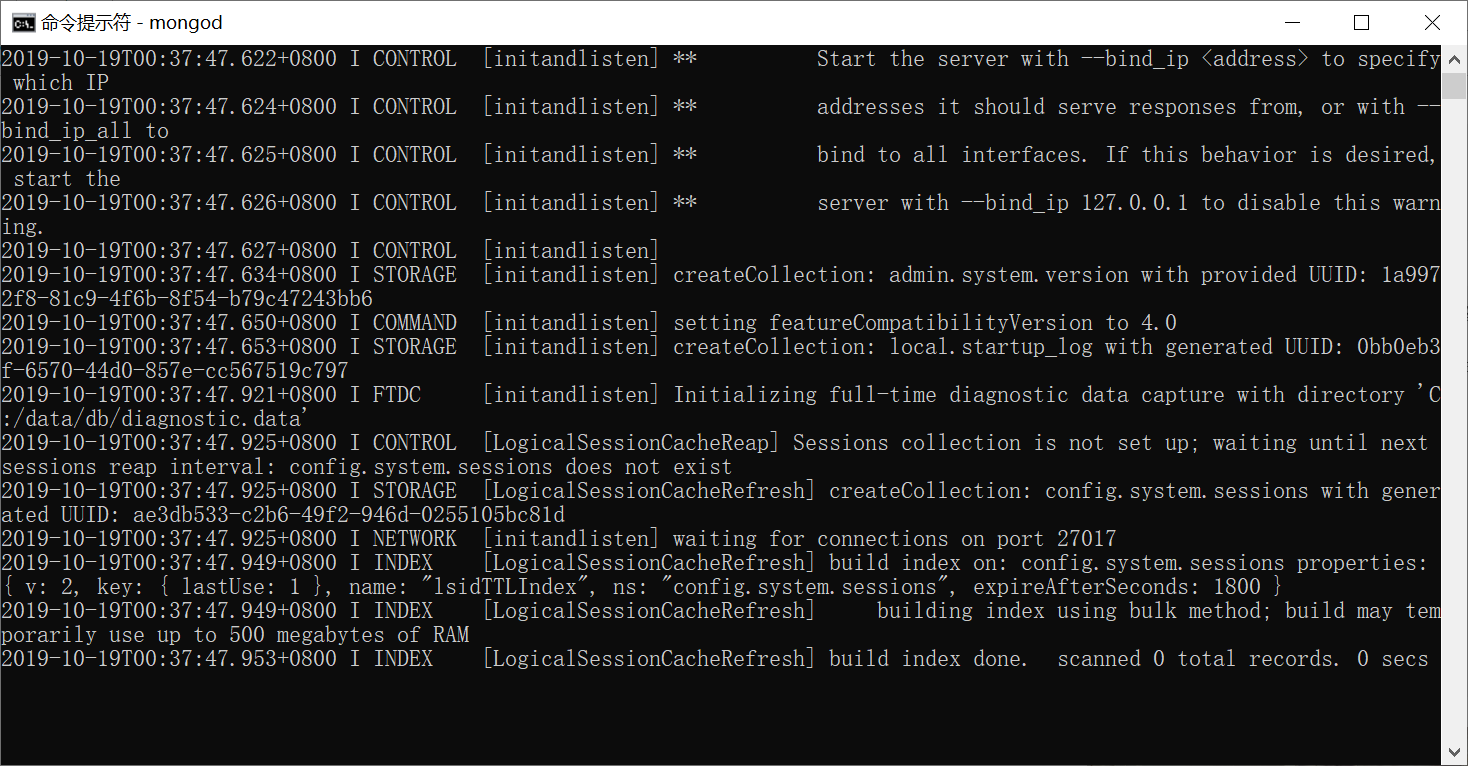 命令提示符 - mongod
2019-10-19T00:37:47.622+0800 I CONTROL  [initandlisten] **          Start the server with --bind_ip <address> to specify
 which IP
2019-10-19T00:37:47.624+0800 I CONTROL  [initandlisten] **          addresses it should serve responses from, or with --
bind_ip_all to
2019-10-19T00:37:47.625+0800 I CONTROL  [initandlisten] **          bind to all interfaces. If this behavior is desired,
 start the
2019-10-19T00:37:47.626+0800 I CONTROL  [initandlisten] **          server with --bind_ip 127.0.0.1 to disable this warn
ing.
2019-10-19T00:37:47.627+0800 I CONTROL  [initandlisten]
2019-10-19T00:37:47.634+0800 I STORAGE  [initandlisten] createCollection: admin.system.version with provided UUID: 1a997
2f8-81c9-4f6b-8f54-b79c47243bb6
2019-10-19T00:37:47.650+0800 I COMMAND  [initandlisten] setting featureCompatibilityVersion to 4.0
2019-10-19T00:37:47.653+0800 I STORAGE  [initandlisten] createCollection: local.startup_log with generated UUID: 0bb0eb3
f-6570-44d0-857e-cc567519c797
2019-10-19T00:37:47.921+0800 I FTDC     [initandlisten] Initializing full-time diagnostic data capture with directory 'C
:/data/db/diagnostic.data'
2019-10-19T00:37:47.925+0800 I CONTROL  [LogicalSessionCacheReap] Sessions collection is not set up; waiting until next
sessions reap interval: config.system.sessions does not exist
2019-10-19T00:37:47.925+0800 I STORAGE  [LogicalSessionCacheRefresh] createCollection: config.system.sessions with gener
ated UUID: ae3db533-c2b6-49f2-946d-0255105bc81d
2019-10-19T00:37:47.925+0800 I NETWORK  [initandlisten] waiting for connections on port 27017
2019-10-19T00:37:47.949+0800 I INDEX    [LogicalSessionCacheRefresh] build index on: config.system.sessions properties:
{ v: 2, key: { lastUse: 1 }, name: "lsidTTLIndex", ns: "config.system.sessions", expireAfterSeconds: 1800 }
2019-10-19T00:37:47.949+0800 I INDEX    [LogicalSessionCacheRefresh]     building index using bulk method; build may tem
porarily use up to 500 megabytes of RAM
2019-10-19T00:37:47.953+0800 I INDEX    [LogicalSessionCacheRefresh] build index done.  scanned 0 total records. 0 secs